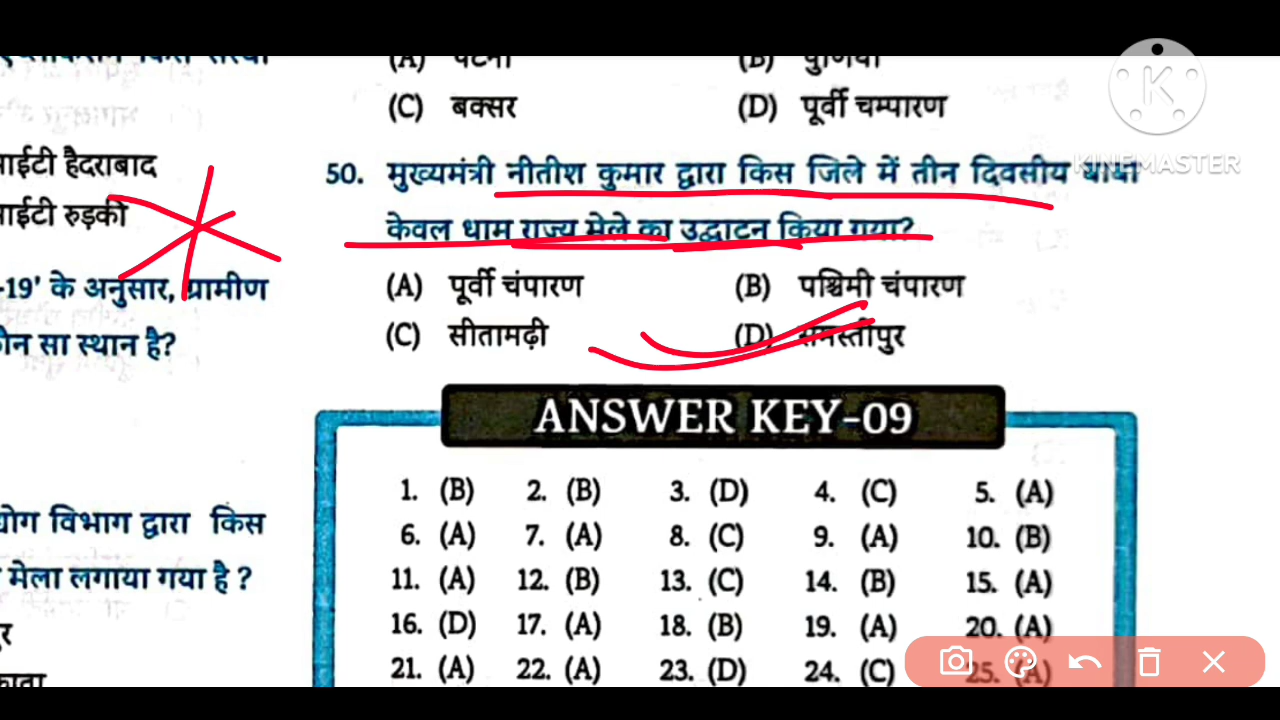 (A) पटना (B) पुर्णिया
(C) बक्सर (D) पूर्वी चम्पारण
KINEMASTER
आईटी हैदराबाद
आईटी रुड़की
-19' के अनुसार, ग्रामीण
कौन सा स्थान है?
द्योग विभाग द्वारा किस
मेला लगाया गया है ?
50. मुख्यमंत्री नीतीश कुमार द्वारा किस जिले में तीन दिवसीय बाबा
केवल धाम राज्य मेले का उद्घाटन किया गया?
(A) पूर्वी चंपारण (B) पश्चिमी चंपारण
(C) सीतामढ़ी (D) समस्तीपुर
ANSWER KEY-09
1. (B) 2. (B) 3. (D) 4. (C) 5. (A)
6. (A) 7. (A) 8. (C) 9. (A) 10. (B)
11. (A) 12. (B) 13. (C) 14. (B) 15. (A)
16. (D) 17. (A) 18. (B) 19. (A) 20. (A)
21. (A) 22. (A) 23. (D) 24. (C) 25. (A)